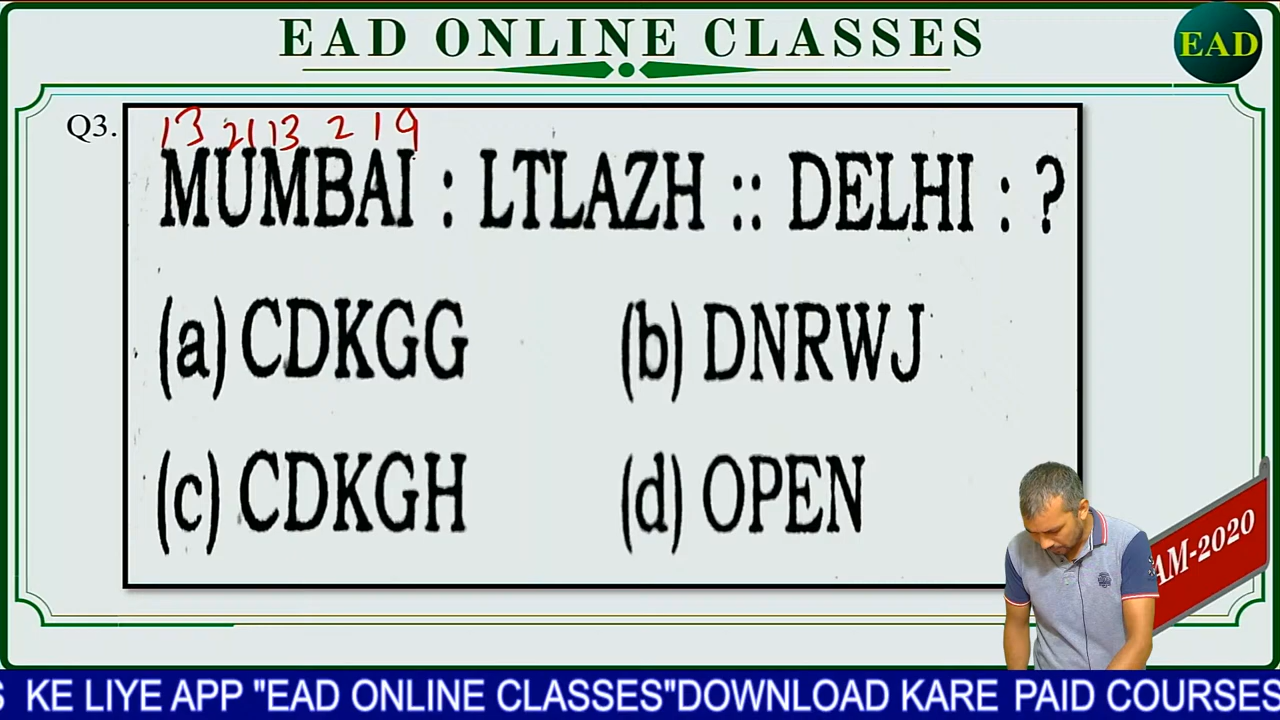 EAD ONLINE CLASSES
EAD
Q3.
13 21 13 2 1 9
MUMBAI : LTLAZH :: DELHI : ?
(a) CDKGG (b) DNRWJ
(c) CDKGH (d) OPEN
AM-2020
KE LIYE APP "EAD ONLINE CLASSES"DOWNLOAD KARE PAID COURSES